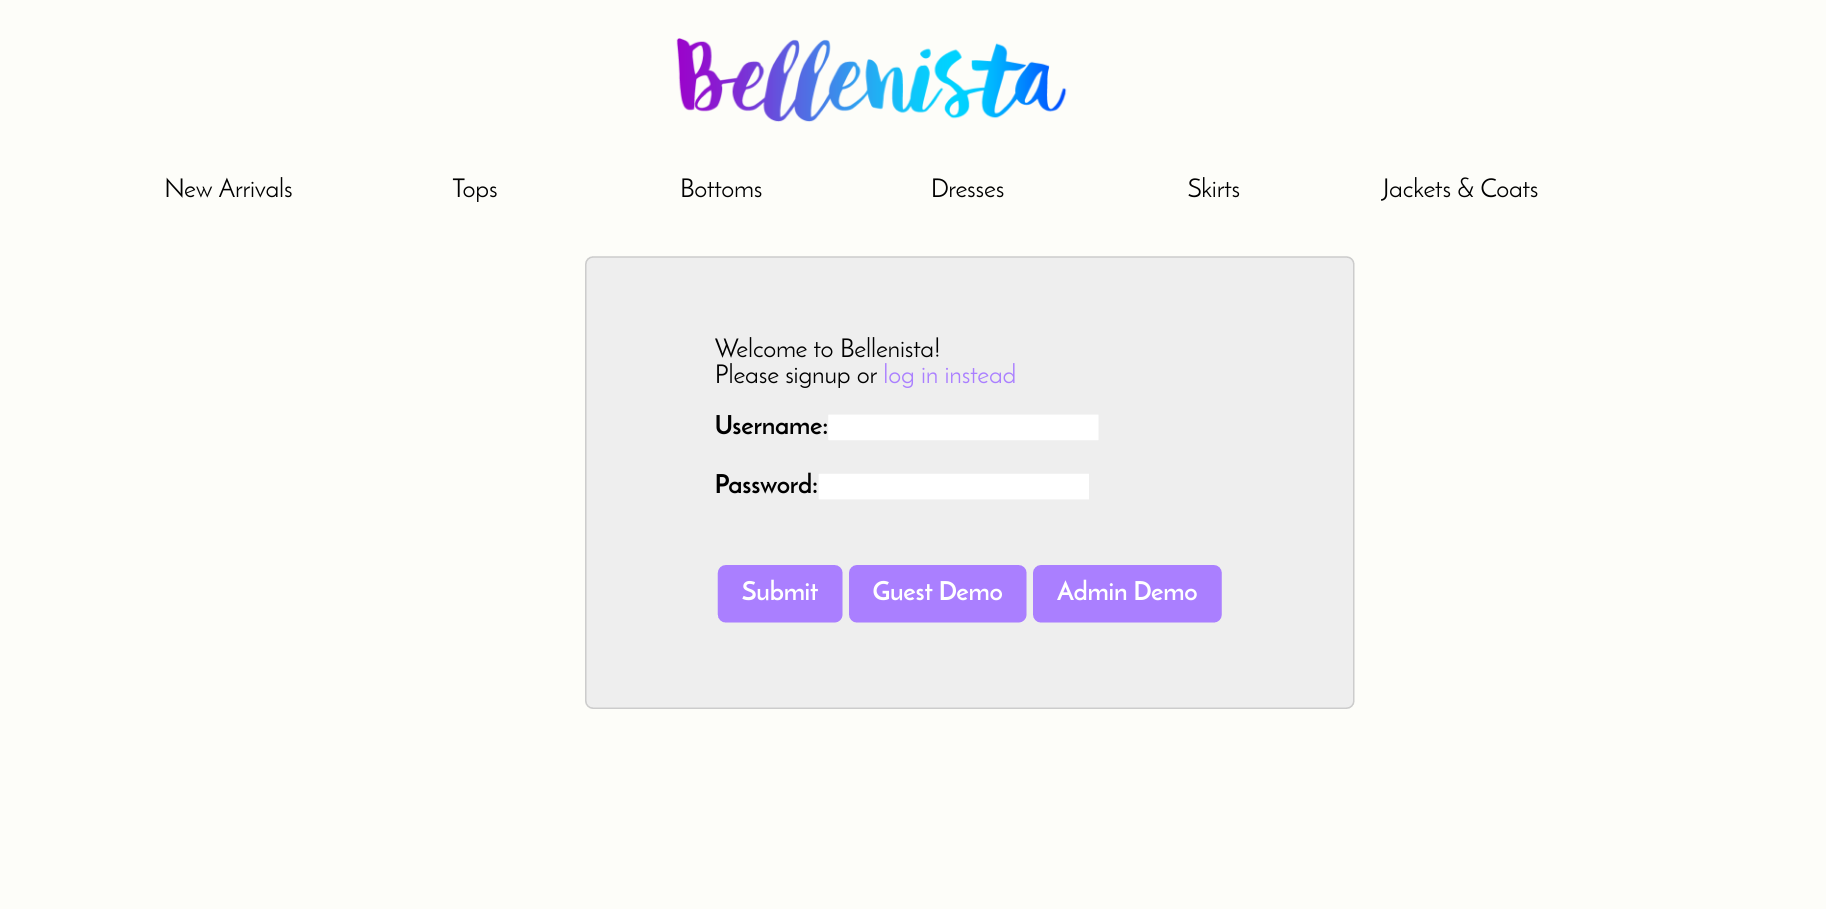 Bellenista
New Arrivals Tops Bottoms Dresses Skirts Jackets & Coats
Welcome to Bellenista!
Please signup or log in instead
Username:
Password:
Submit Guest Demo Admin Demo